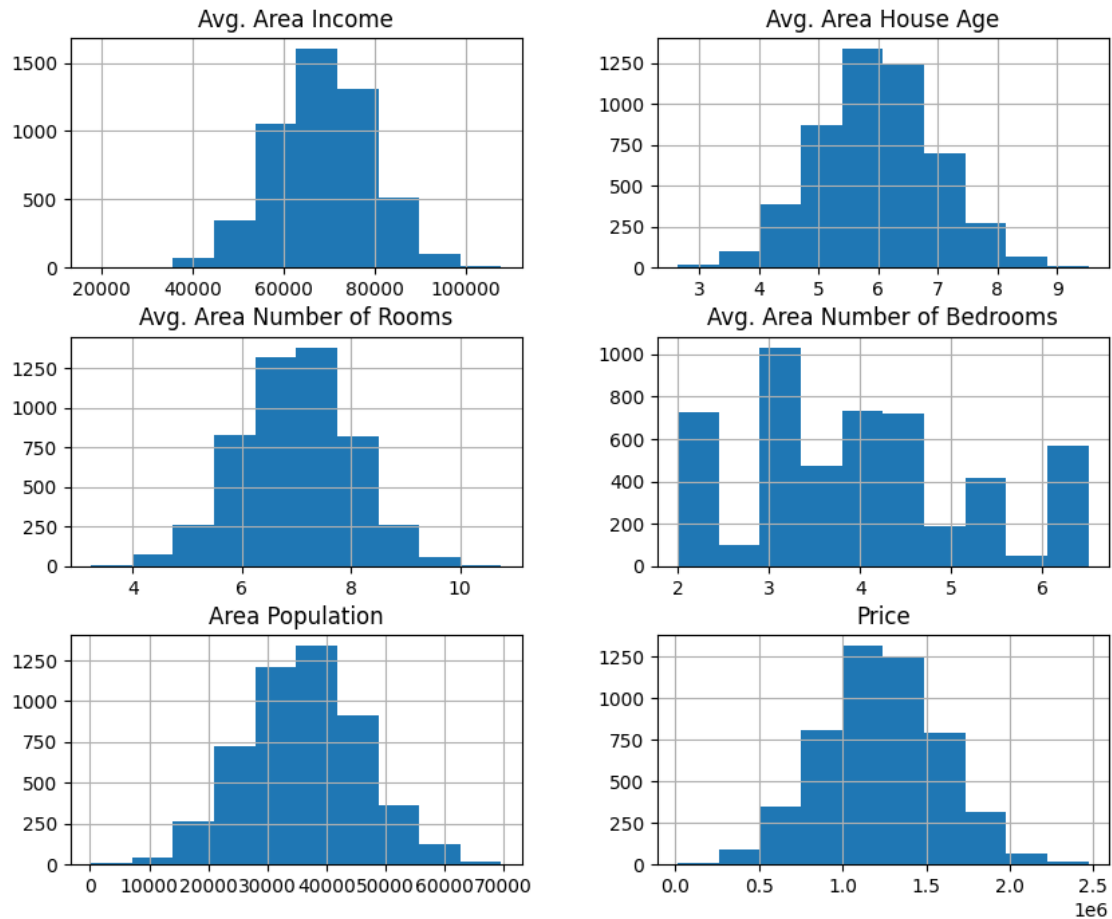 Avg. Area Income
1500
1000
500
0
20000 40000 60000 80000 100000
Avg. Area House Age
1250
1000
750
500
250
0
3 4 5 6 7 8 9
Avg. Area Number of Rooms
1250
1000
750
500
250
0
4 6 8 10
Avg. Area Number of Bedrooms
1000
800
600
400
200
0
2 3 4 5 6
Area Population
1250
1000
750
500
250
0
0 10000 20000 30000 40000 50000 60000 70000
Price
1250
1000
750
500
250
0
0.0 0.5 1.0 1.5 2.0 2.5
1e6